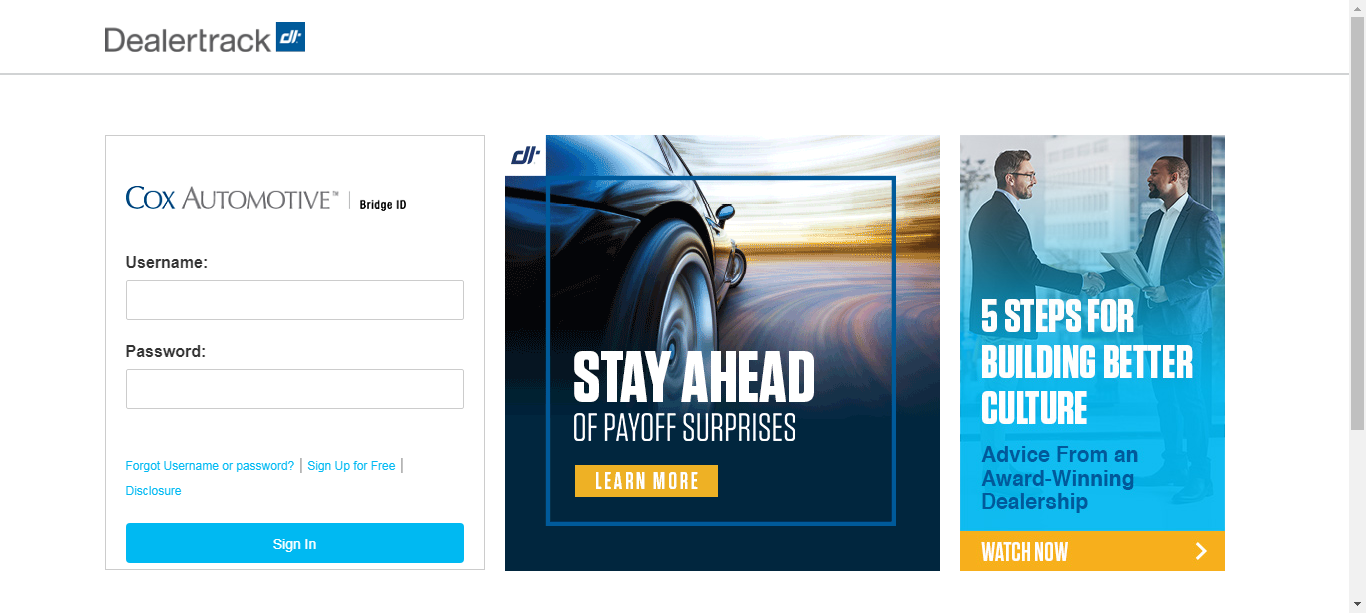 Dealertrack dt
COX AUTOMOTIVE™ | Bridge ID
Username:
Password:
Forgot Username or password? | Sign Up for Free |
Disclosure
Sign In
dt
STAY AHEAD
OF PAYOFF SURPRISES
LEARN MORE
5 STEPS FOR
BUILDING BETTER
CULTURE
Advice From an
Award-Winning
Dealership
WATCH NOW